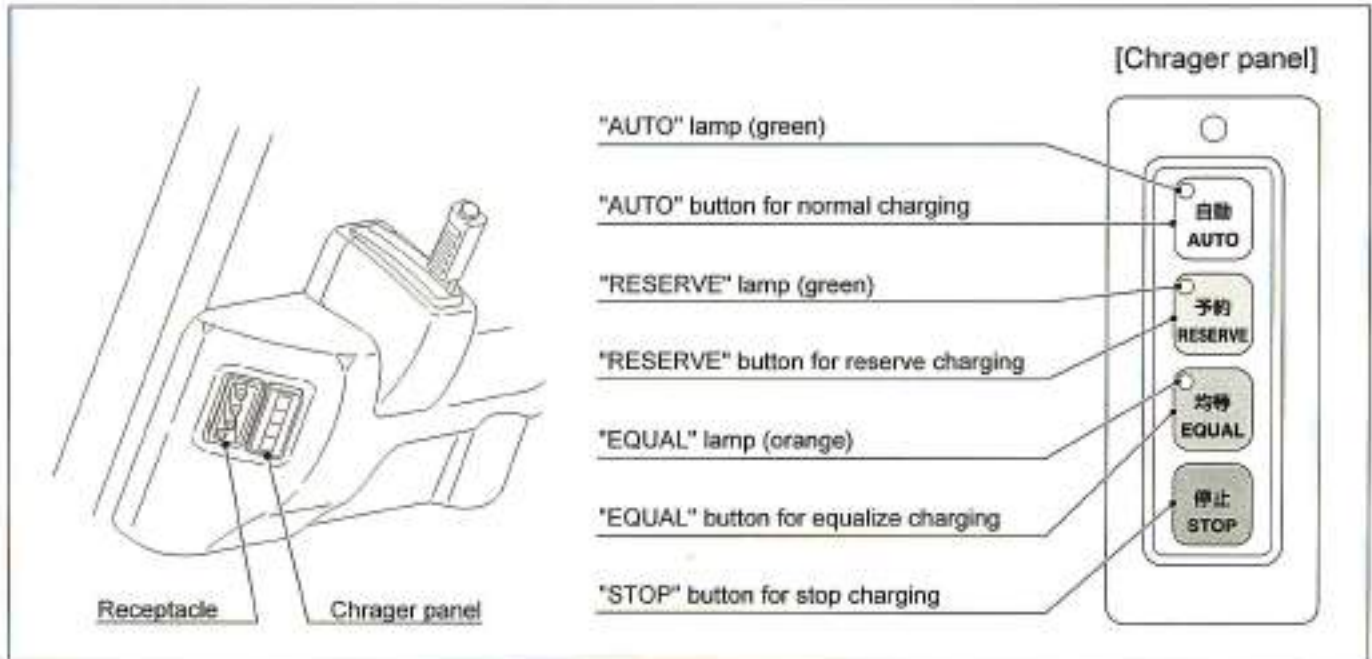 [Chrager panel]
"AUTO" lamp (green)
"AUTO" button for normal charging
"RESERVE" lamp (green)
"RESERVE" button for reserve charging
"EQUAL" lamp (orange)
"EQUAL" button for equalize charging
"STOP" button for stop charging
自動
AUTO
予約
RESERVE
均等
EQUAL
停止
STOP
Receptacle
Chrager panel